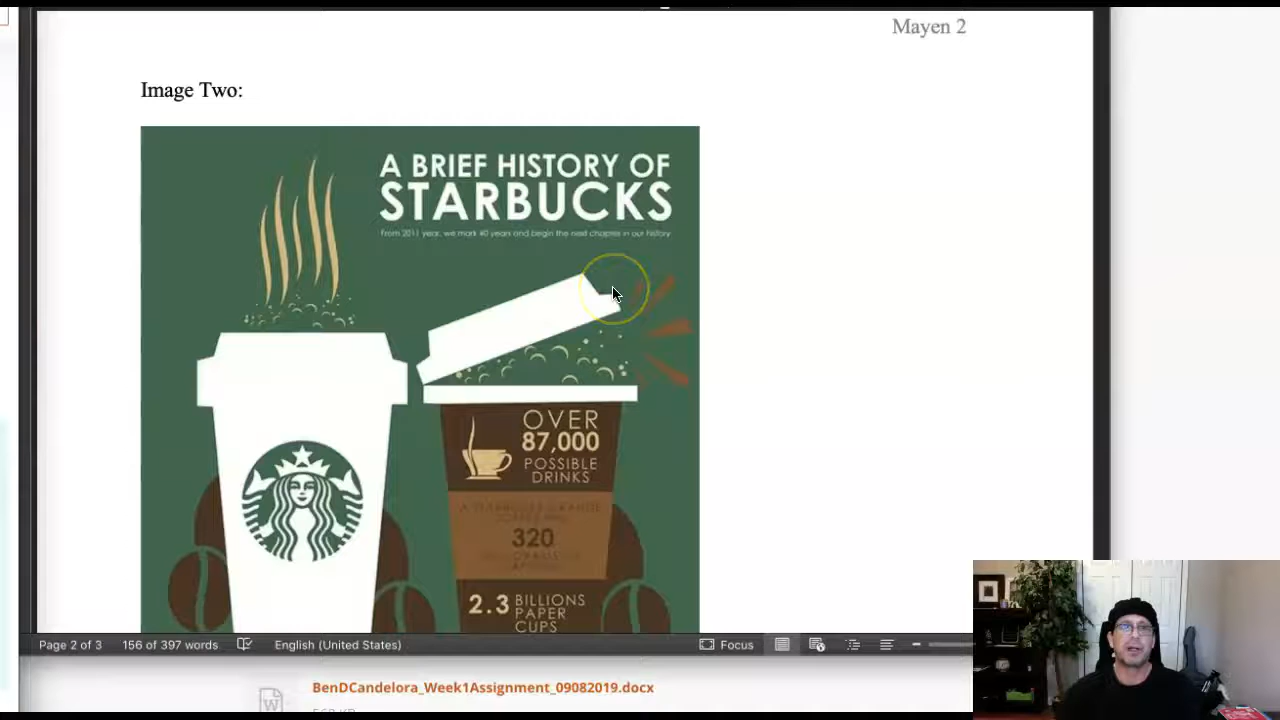 Mayen 2
Image Two:
A BRIEF HISTORY OF
STARBUCKS
From 2011 year, we mark 40 years and begin the next chapter in our history
OVER
87,000
POSSIBLE
DRINKS
A STARBUCKS GRANDE
320
2.3 BILLIONS
PAPER
CUPS
Page 2 of 3
156 of 397 words
English (United States)
Focus
BenDCandelora_Week1Assignment_09082019.docx